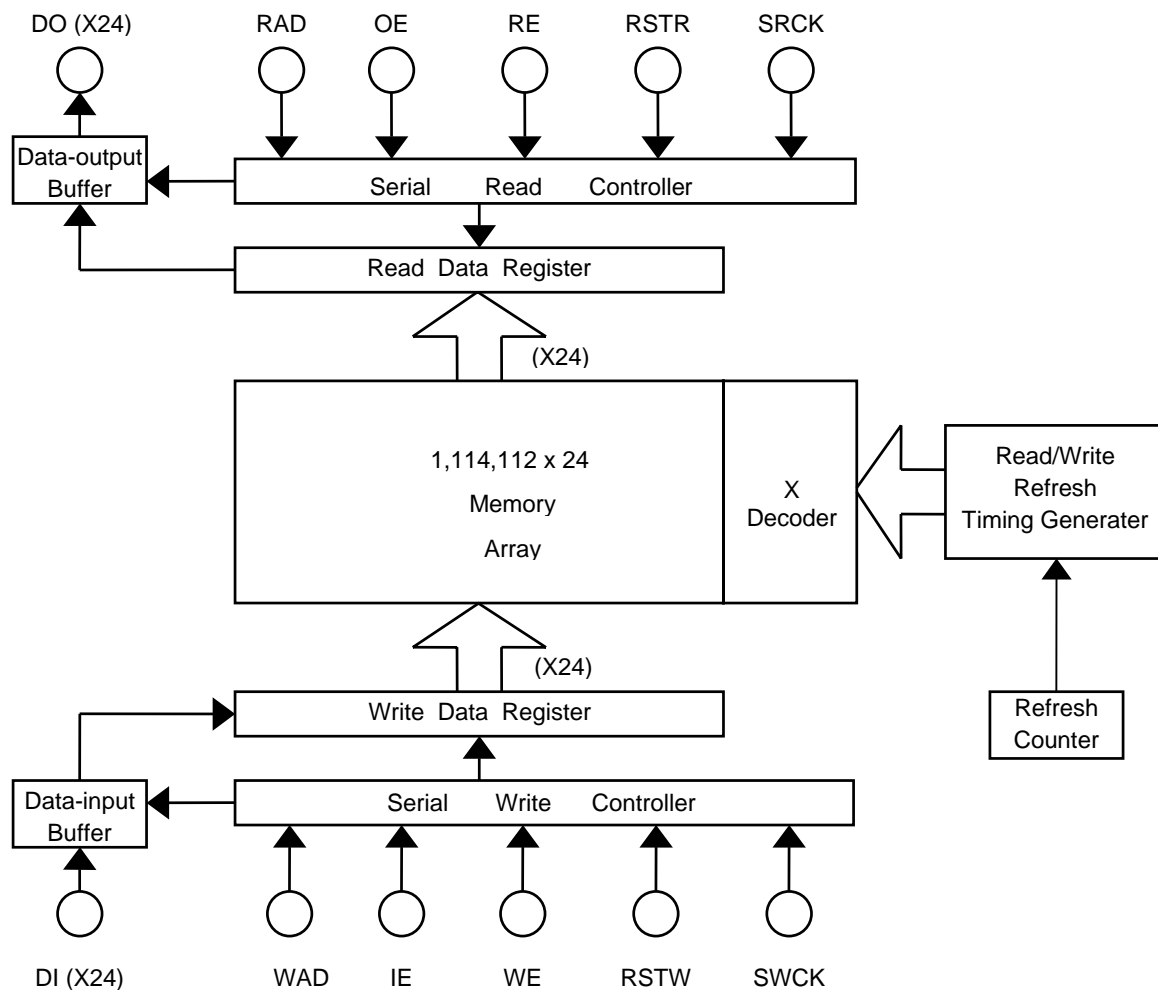 DO (X24) RAD OE RE RSTR SRCK
Data-output
Buffer
Serial Read Controller
Read Data Register
(X24)
1,114,112 x 24
Memory
Array
X
Decoder
Read/Write
Refresh
Timing Generater
(X24)
Write Data Register
Refresh
Counter
Data-input
Buffer
Serial Write Controller
DI (X24) WAD IE WE RSTW SWCK